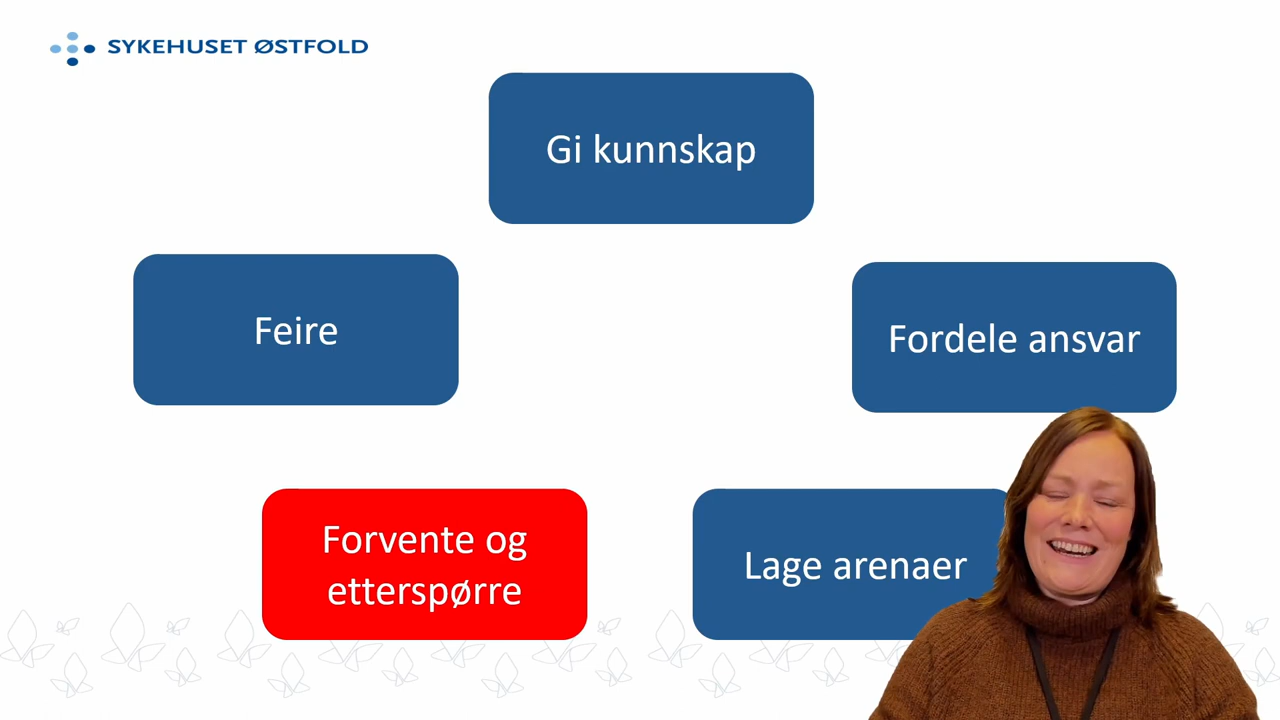 SYKEHUSET ØSTFOLD
Gi kunnskap
Feire
Fordele ansvar
Forvente og
etterspørre
Lage arenaer